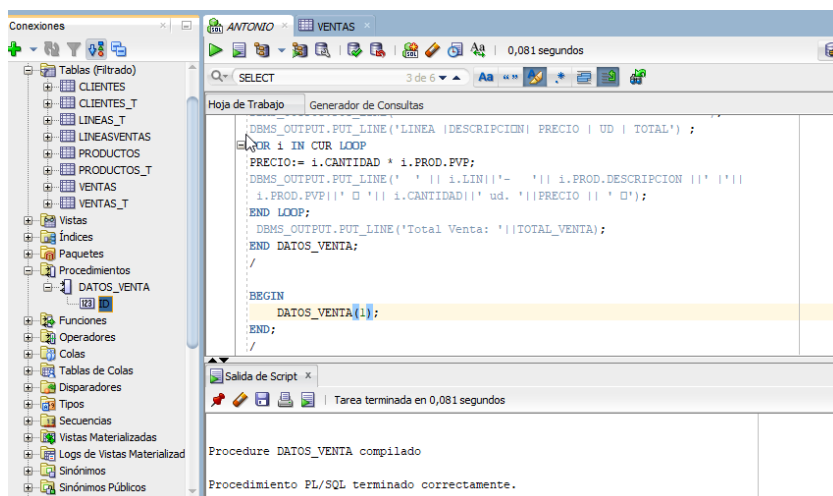 Conexiones
ANTONIO
VENTAS
0,081 segundos
SELECT
3 de 6
Aa
Hoja de Trabajo
Generador de Consultas
Tablas (Filtrado)
CLIENTES
CLIENTES_T
LINEAS_T
LINEASVENTAS
PRODUCTOS
PRODUCTOS_T
VENTAS
VENTAS_T
Vistas
Índices
Paquetes
Procedimientos
DATOS_VENTA
ID
Funciones
Operadores
Colas
Tablas de Colas
Disparadores
Tipos
Secuencias
Vistas Materializadas
Logs de Vistas Materializad
Sinónimos
Sinónimos Públicos
DBMS_OUTPUT.PUT_LINE('LINEA |DESCRIPCI□N| PRECIO | UD | TOTAL') ;
FOR i IN CUR LOOP
PRECIO:= i.CANTIDAD * i.PROD.PVP;
DBMS_OUTPUT.PUT_LINE(' ' || i.LIN||'- '|| i.PROD.DESCRIPCION ||' |'||
i.PROD.PVP||' □ '|| i.CANTIDAD||' ud. '||PRECIO || ' □');
END LOOP;
DBMS_OUTPUT.PUT_LINE('Total Venta: '||TOTAL_VENTA);
END DATOS_VENTA;
/
BEGIN
DATOS_VENTA(1);
END;
/
Salida de Script
Tarea terminada en 0,081 segundos
Procedure DATOS_VENTA compilado
Procedimiento PL/SQL terminado correctamente.